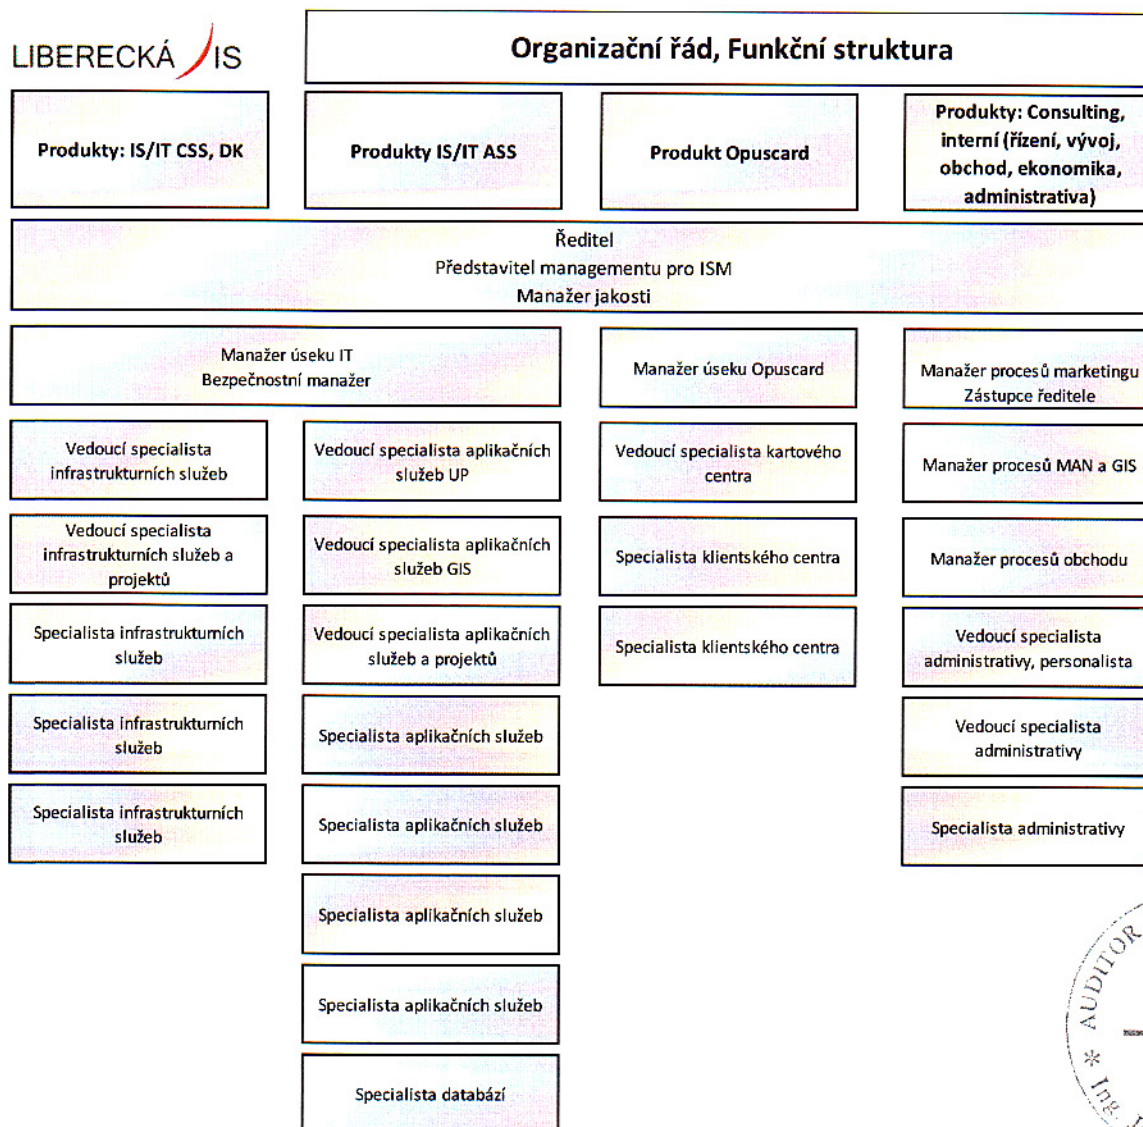 LIBERECKÁ IS
Organizační řád, Funkční struktura
Produkty: IS/IT CSS, DK
Produkty IS/IT ASS
Produkt Opuscard
Produkty: Consulting,
interní (řízení, vývoj,
obchod, ekonomika,
administrativa)
Ředitel
Představitel managementu pro ISM
Manažer jakosti
Manažer úseku IT
Bezpečnostní manažer
Manažer úseku Opuscard
Manažer procesů marketingu
Zástupce ředitele
Vedoucí specialista
infrastrukturních služeb
Vedoucí specialista aplikačních
služeb UP
Vedoucí specialista kartového
centra
Manažer procesů MAN a GIS
Vedoucí specialista
infrastrukturních služeb a
projektů
Vedoucí specialista aplikačních
služeb GIS
Specialista klientského centra
Manažer procesů obchodu
Specialista infrastrukturních
služeb
Vedoucí specialista aplikačních
služeb a projektů
Specialista klientského centra
Vedoucí specialista
administrativy, personalista
Specialista infrastrukturních
služeb
Specialista aplikačních služeb
Vedoucí specialista
administrativy
Specialista infrastrukturních
služeb
Specialista aplikačních služeb
Specialista administrativy
Specialista aplikačních služeb
Specialista aplikačních služeb
Specialista databází
AUDITOR
* Ing.